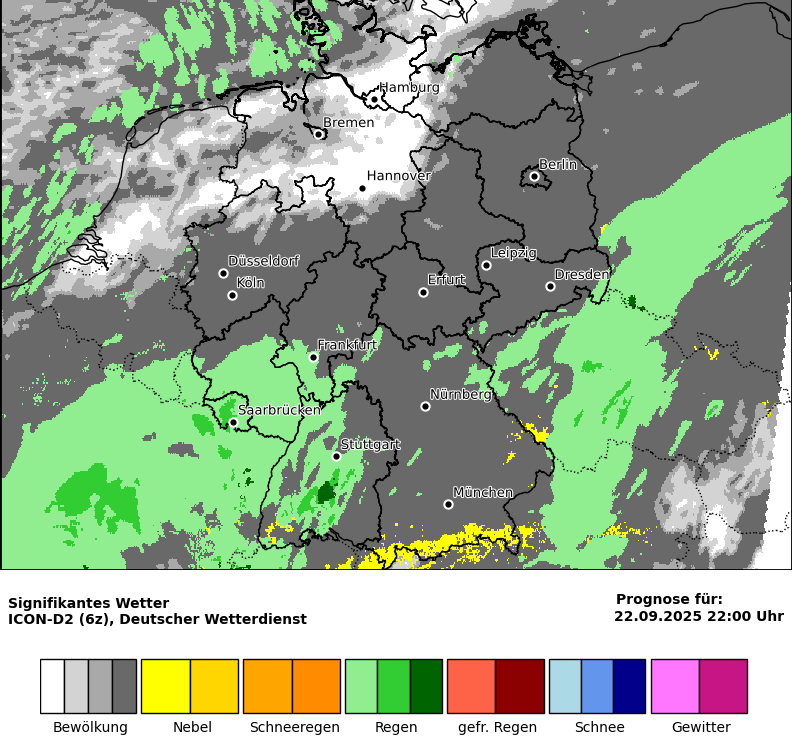 Hamburg
Bremen
Berlin
Hannover
Leipzig
Düsseldorf
Dresden
Köln
Erfurt
Frankfurt
Nürnberg
Saarbrücken
Stuttgart
München
Signifikantes Wetter
ICON-D2 (6z), Deutscher Wetterdienst
Prognose für:
22.09.2025 22:00 Uhr
Bewölkung Nebel Schneeregen Regen gefr. Regen Schnee Gewitter